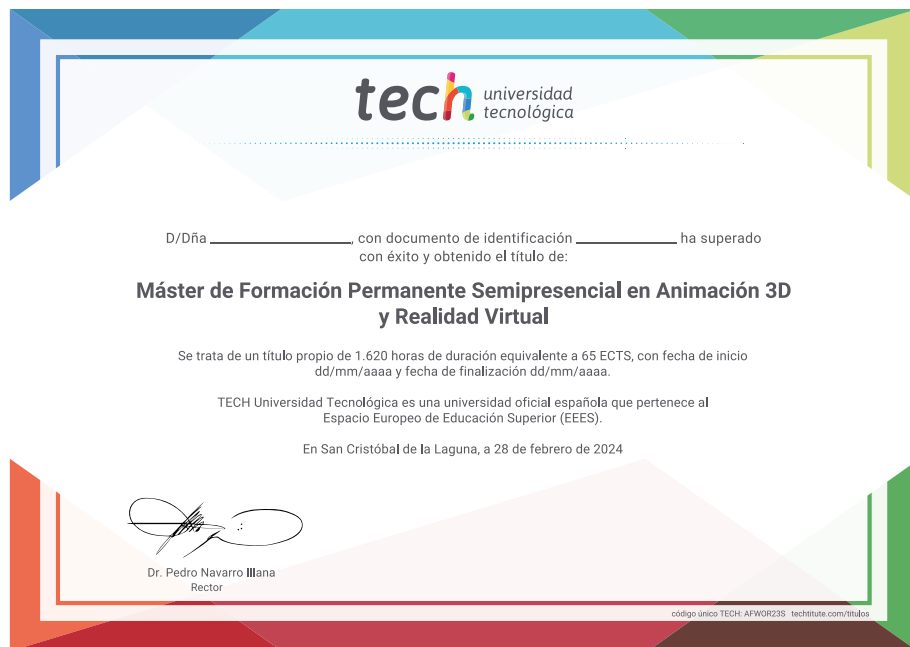 tech universidad
tecnológica
D/Dña ________________, con documento de identificación ____________ ha superado
con éxito y obtenido el título de:
Máster de Formación Permanente Semipresencial en Animación 3D
y Realidad Virtual
Se trata de un título propio de 1.620 horas de duración equivalente a 65 ECTS, con fecha de inicio
dd/mm/aaaa y fecha de finalización dd/mm/aaaa.
TECH Universidad Tecnológica es una universidad oficial española que pertenece al
Espacio Europeo de Educación Superior (EEES).
En San Cristóbal de la Laguna, a 28 de febrero de 2024
Dr. Pedro Navarro Illana
Rector
código único TECH: AFWOR23S techtitute.com/titulos